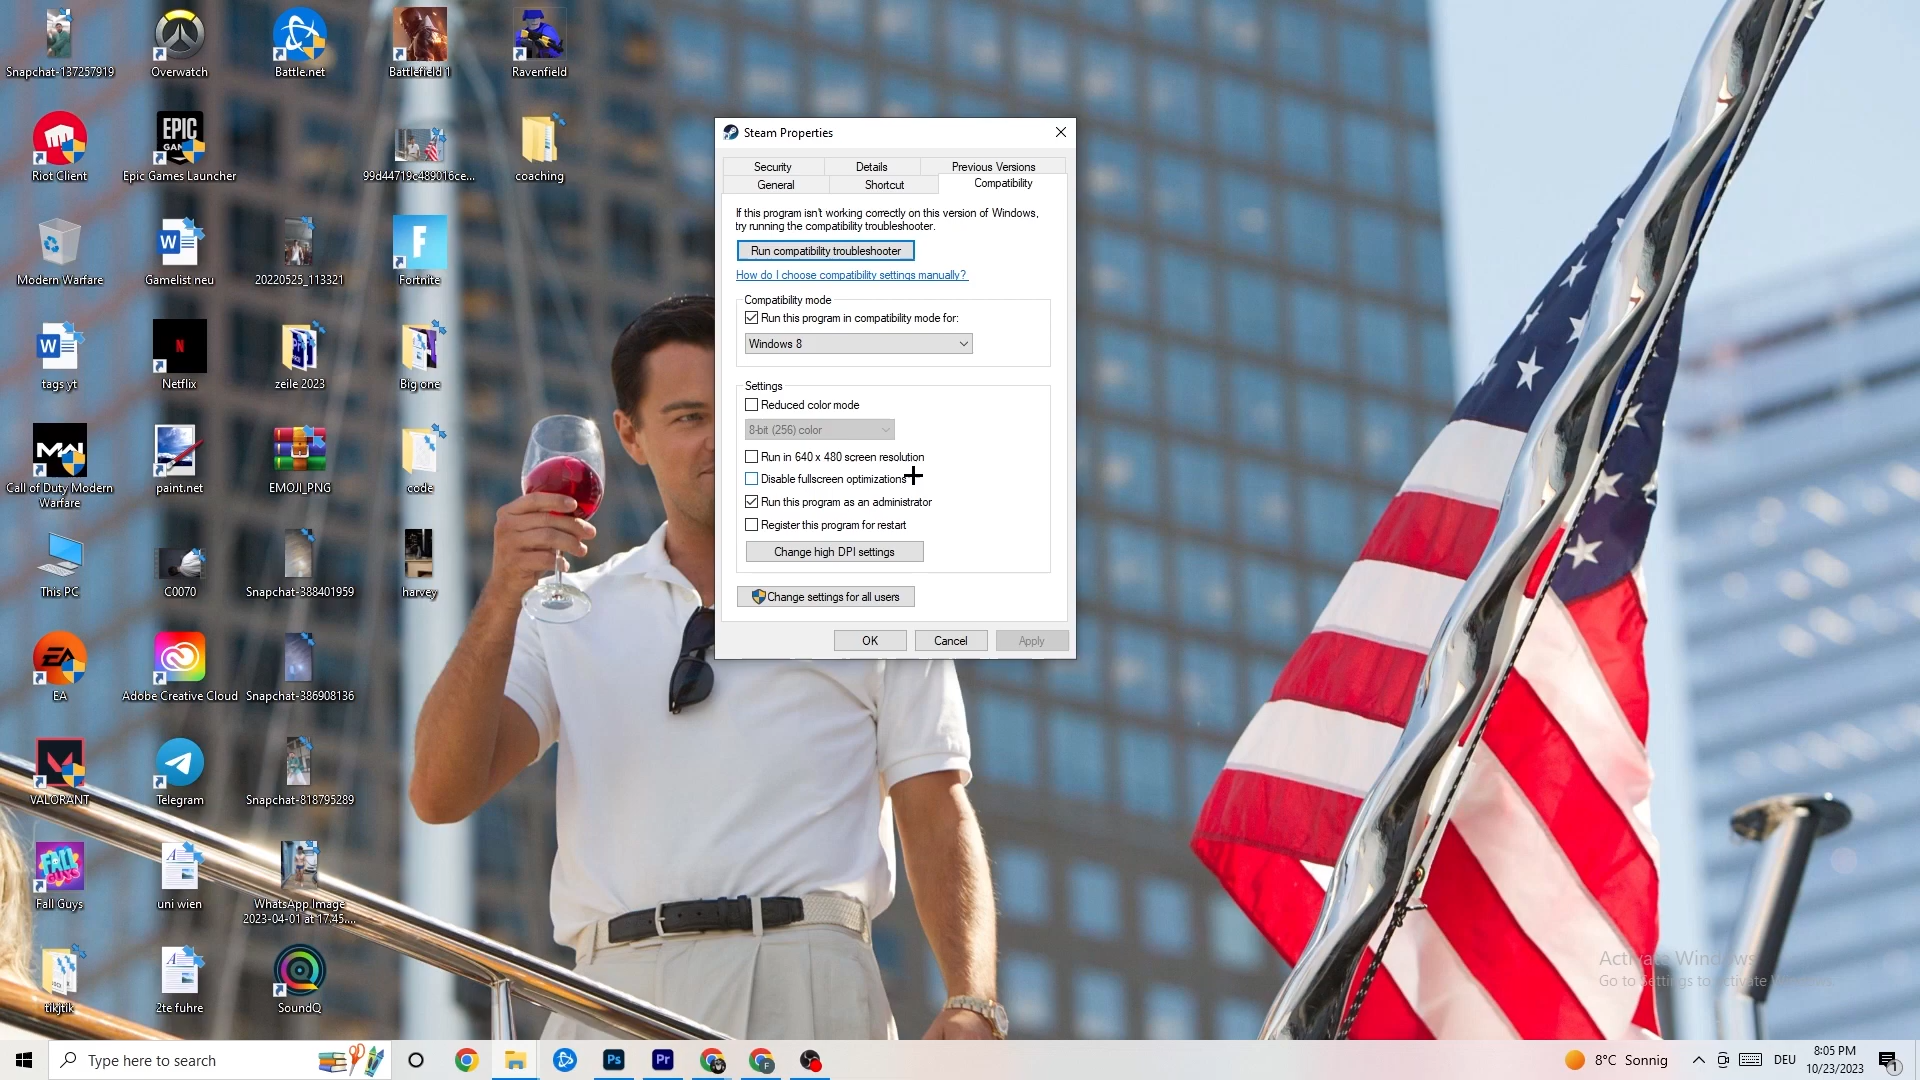 Snapchat-137257919
Overwatch
Battle.net
Battlefield 1
Ravenfield
Riot Client
EPIC
Epic Games Launcher
99d44719c489016ce...
coaching
Modern Warfare
Gamelist neu
20220525_113321
Fortnite
tags yt
Netflix
zeile 2023
Big one
Call of Duty Modern
Warfare
paint.net
EMOJI_PNG
code
This PC
C0070
Snapchat-388401959
harvey
EA
Adobe Creative Cloud
Snapchat-386908136
VALORANT
Telegram
Snapchat-818795289
Fall Guys
uni wien
WhatsApp Image
2023-04-01 at 17.45....
tikjtik
2te fuhre
SoundQ
Steam Properties
Security
Details
Previous Versions
General
Shortcut
Compatibility
If this program isn't working correctly on this version of Windows,
try running the compatibility troubleshooter.
Run compatibility troubleshooter
How do I choose compatibility settings manually?
Compatibility mode
Run this program in compatibility mode for:
Windows 8
Settings
Reduced color mode
8-bit (256) color
Run in 640 x 480 screen resolution
Disable fullscreen optimizations
Run this program as an administrator
Register this program for restart
Change high DPI settings
Change settings for all users
OK
Cancel
Apply
Activate Windows
Go to Settings to activate Windows.
Type here to search
Ps
Pr
8°C Sonnig
DEU
8:05 PM
10/23/2023
1